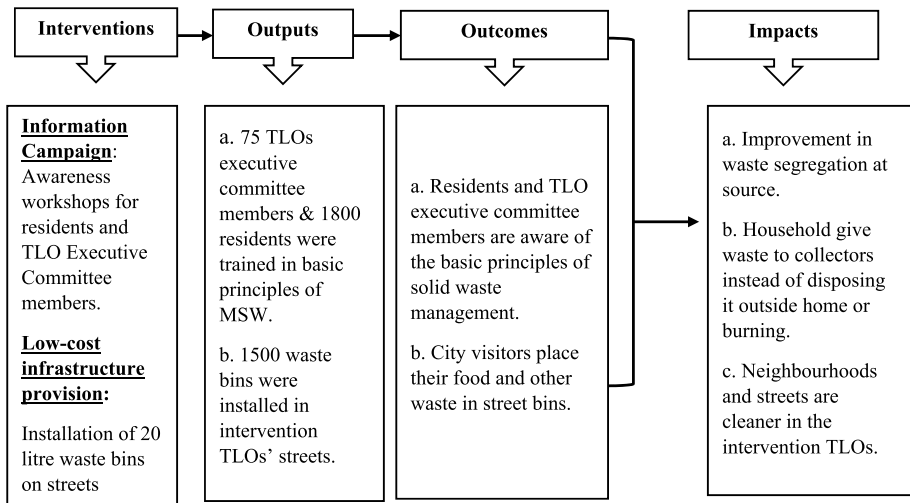 Interventions
Outputs
Outcomes
Impacts
Information
Campaign:
Awareness
workshops for
residents and
TLO Executive
Committee
members.
Low-cost
infrastructure
provision:
Installation of 20
litre waste bins
on streets
a. 75 TLOs
executive
committee
members & 1800
residents were
trained in basic
principles of
MSW.
b. 1500 waste
bins were
installed in
intervention
TLOs’ streets.
a. Residents and TLO
executive committee
members are aware of
the basic principles of
solid waste
management.
b. City visitors place
their food and other
waste in street bins.
a. Improvement in
waste segregation at
source.
b. Household give
waste to collectors
instead of disposing
it outside home or
burning.
c. Neighbourhoods
and streets are
cleaner in the
intervention TLOs.